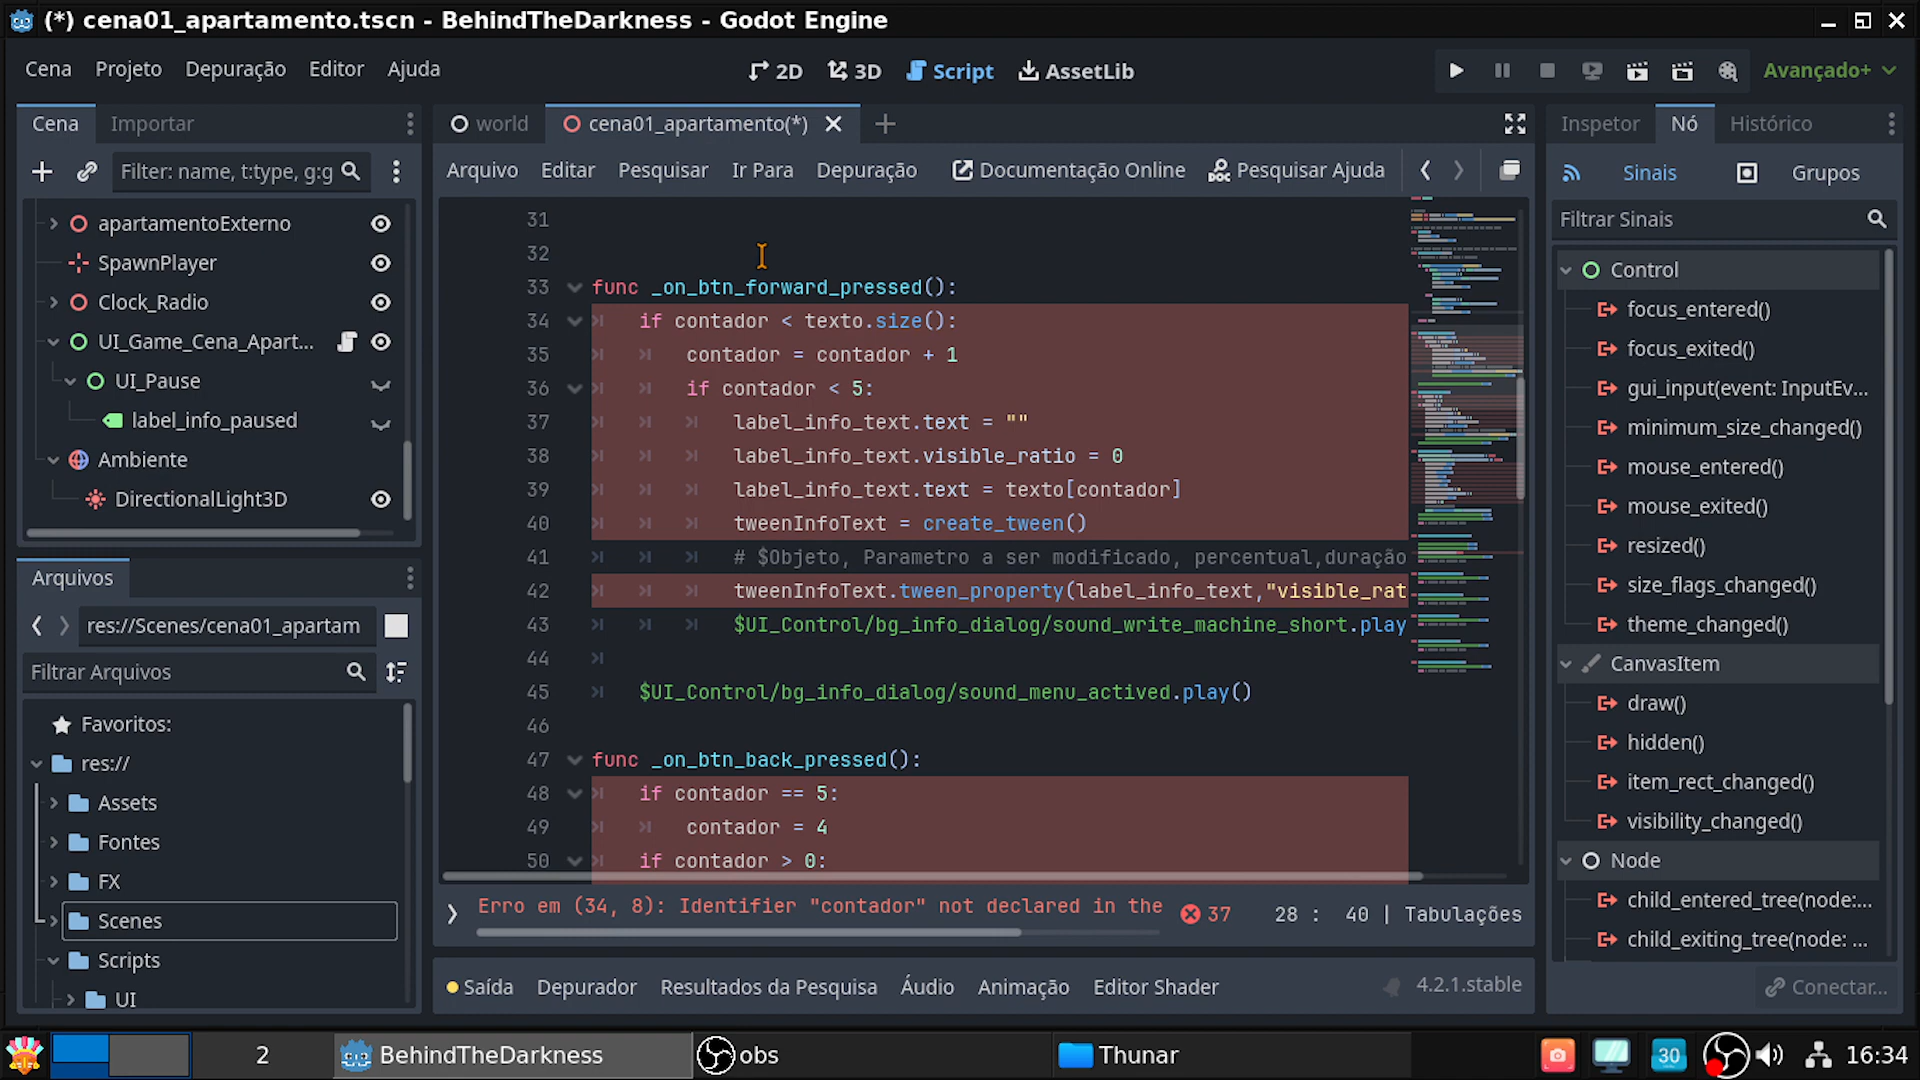 (*) cena01_apartamento.tscn - BehindTheDarkness - Godot Engine
Cena Projeto Depuração Editor Ajuda
2D 3D Script AssetLib
Avançado+
Cena Importar
Filter: name, t:type, g:g
apartamentoExterno
SpawnPlayer
Clock_Radio
UI_Game_Cena_Apart...
UI_Pause
label_info_paused
Ambiente
DirectionalLight3D
Arquivos
res://Scenes/cena01_apartam
Filtrar Arquivos
Favoritos:
res://
Assets
Fontes
FX
Scenes
Scripts
UI
world cena01_apartamento(*)
Arquivo Editar Pesquisar Ir Para Depuração Documentação Online Pesquisar Ajuda
31
32
33 func _on_btn_forward_pressed():
34 if contador < texto.size():
35 contador = contador + 1
36 if contador < 5:
37 label_info_text.text = ""
38 label_info_text.visible_ratio = 0
39 label_info_text.text = texto[contador]
40 tweenInfoText = create_tween()
41 # $Objeto, Parametro a ser modificado, percentual,duração
42 tweenInfoText.tween_property(label_info_text,"visible_rat
43 $UI_Control/bg_info_dialog/sound_write_machine_short.play
44
45 $UI_Control/bg_info_dialog/sound_menu_actived.play()
46
47 func _on_btn_back_pressed():
48 if contador == 5:
49 contador = 4
50 if contador > 0:
Erro em (34, 8): Identifier "contador" not declared in the
37 28 : 40 | Tabulações
Saída Depurador Resultados da Pesquisa Áudio Animação Editor Shader
4.2.1.stable
Inspetor Nó Histórico
Sinais Grupos
Filtrar Sinais
Control
focus_entered()
focus_exited()
gui_input(event: InputEv...
minimum_size_changed()
mouse_entered()
mouse_exited()
resized()
size_flags_changed()
theme_changed()
CanvasItem
draw()
hidden()
item_rect_changed()
visibility_changed()
Node
child_entered_tree(node:...
child_exiting_tree(node: ...
Conectar...
2 BehindTheDarkness obs Thunar 30 16:34